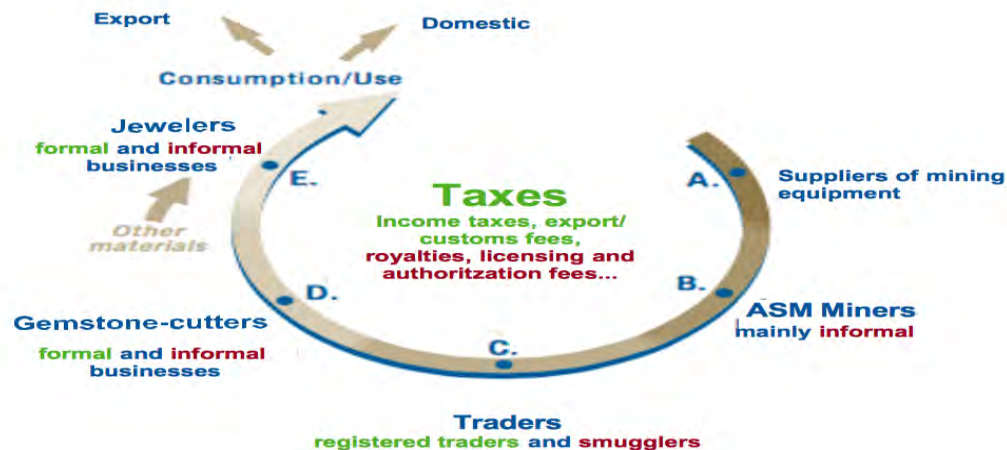 Export
Domestic
Consumption/Use
Jewelers
formal and informal
businesses
E.
Other
materials
A.
Suppliers of mining
equipment
Taxes
Income taxes, export/
customs fees,
royalties, licensing and
authoritzation fees...
B.
ASM Miners
mainly informal
D.
Gemstone-cutters
formal and informal
businesses
C.
Traders
registered traders and smugglers